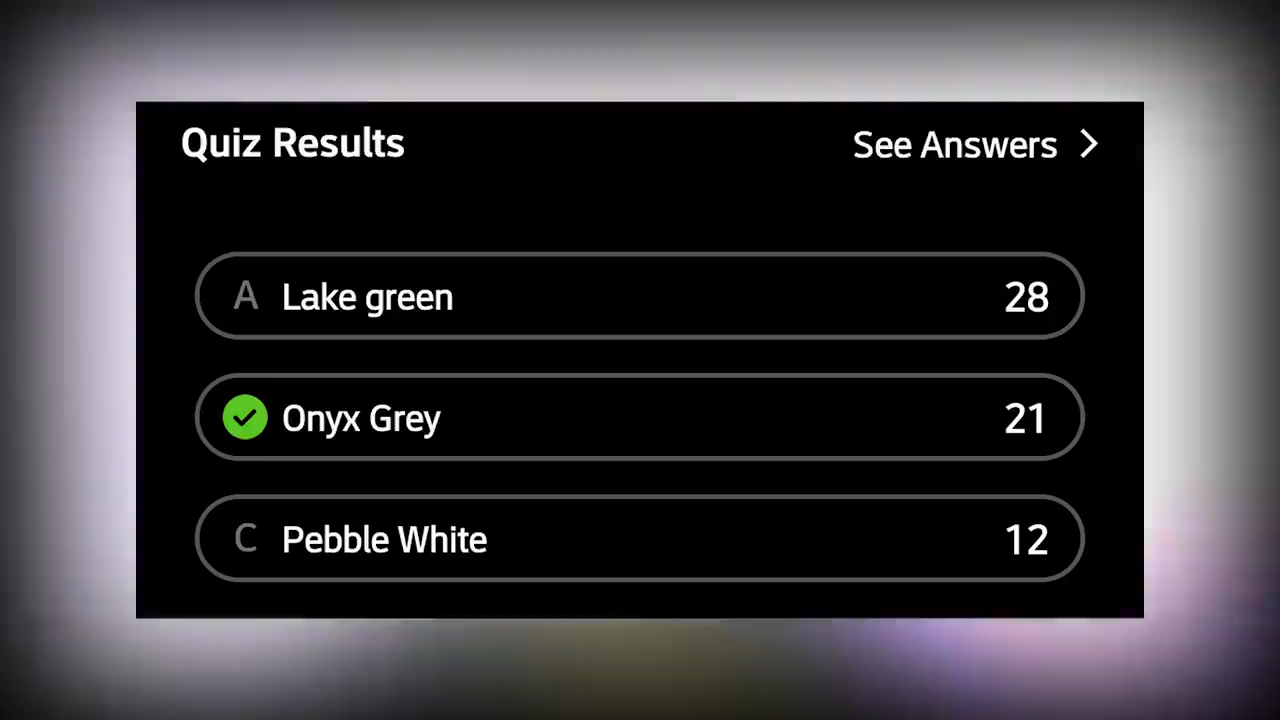 Quiz Results See Answers
A Lake green 28
Onyx Grey 21
C Pebble White 12